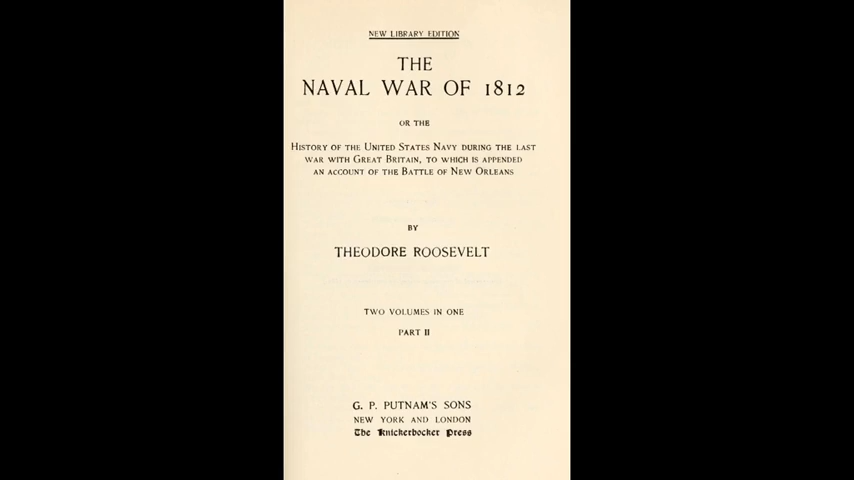 NEW LIBRARY EDITION
THE
NAVAL WAR OF 1812
OR THE
HISTORY OF THE UNITED STATES NAVY DURING THE LAST
WAR WITH GREAT BRITAIN, TO WHICH IS APPENDED
AN ACCOUNT OF THE BATTLE OF NEW ORLEANS
BY
THEODORE ROOSEVELT
TWO VOLUMES IN ONE
PART II
G. P. PUTNAM'S SONS
NEW YORK AND LONDON
The Knickerbocker Press